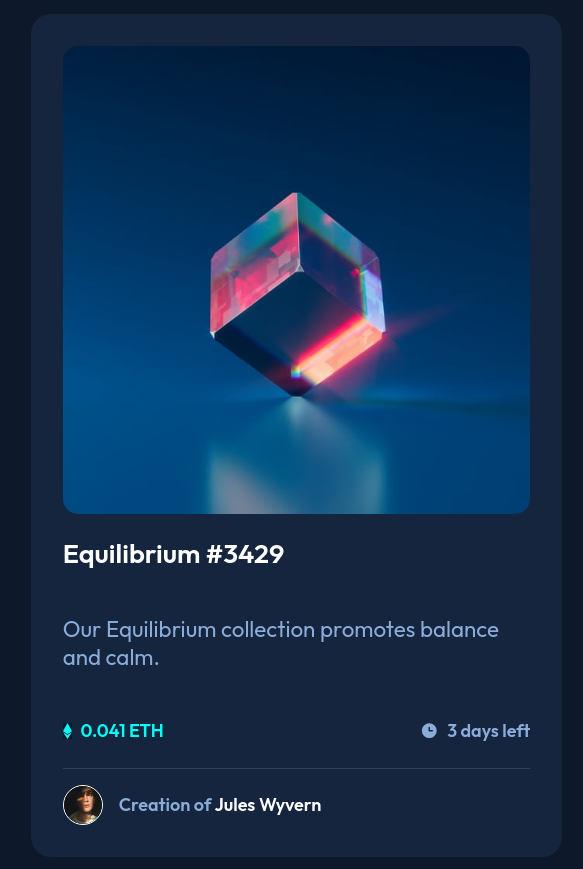 Equilibrium #3429
Our Equilibrium collection promotes balance
and calm.
0.041 ETH
3 days left
Creation of Jules Wyvern